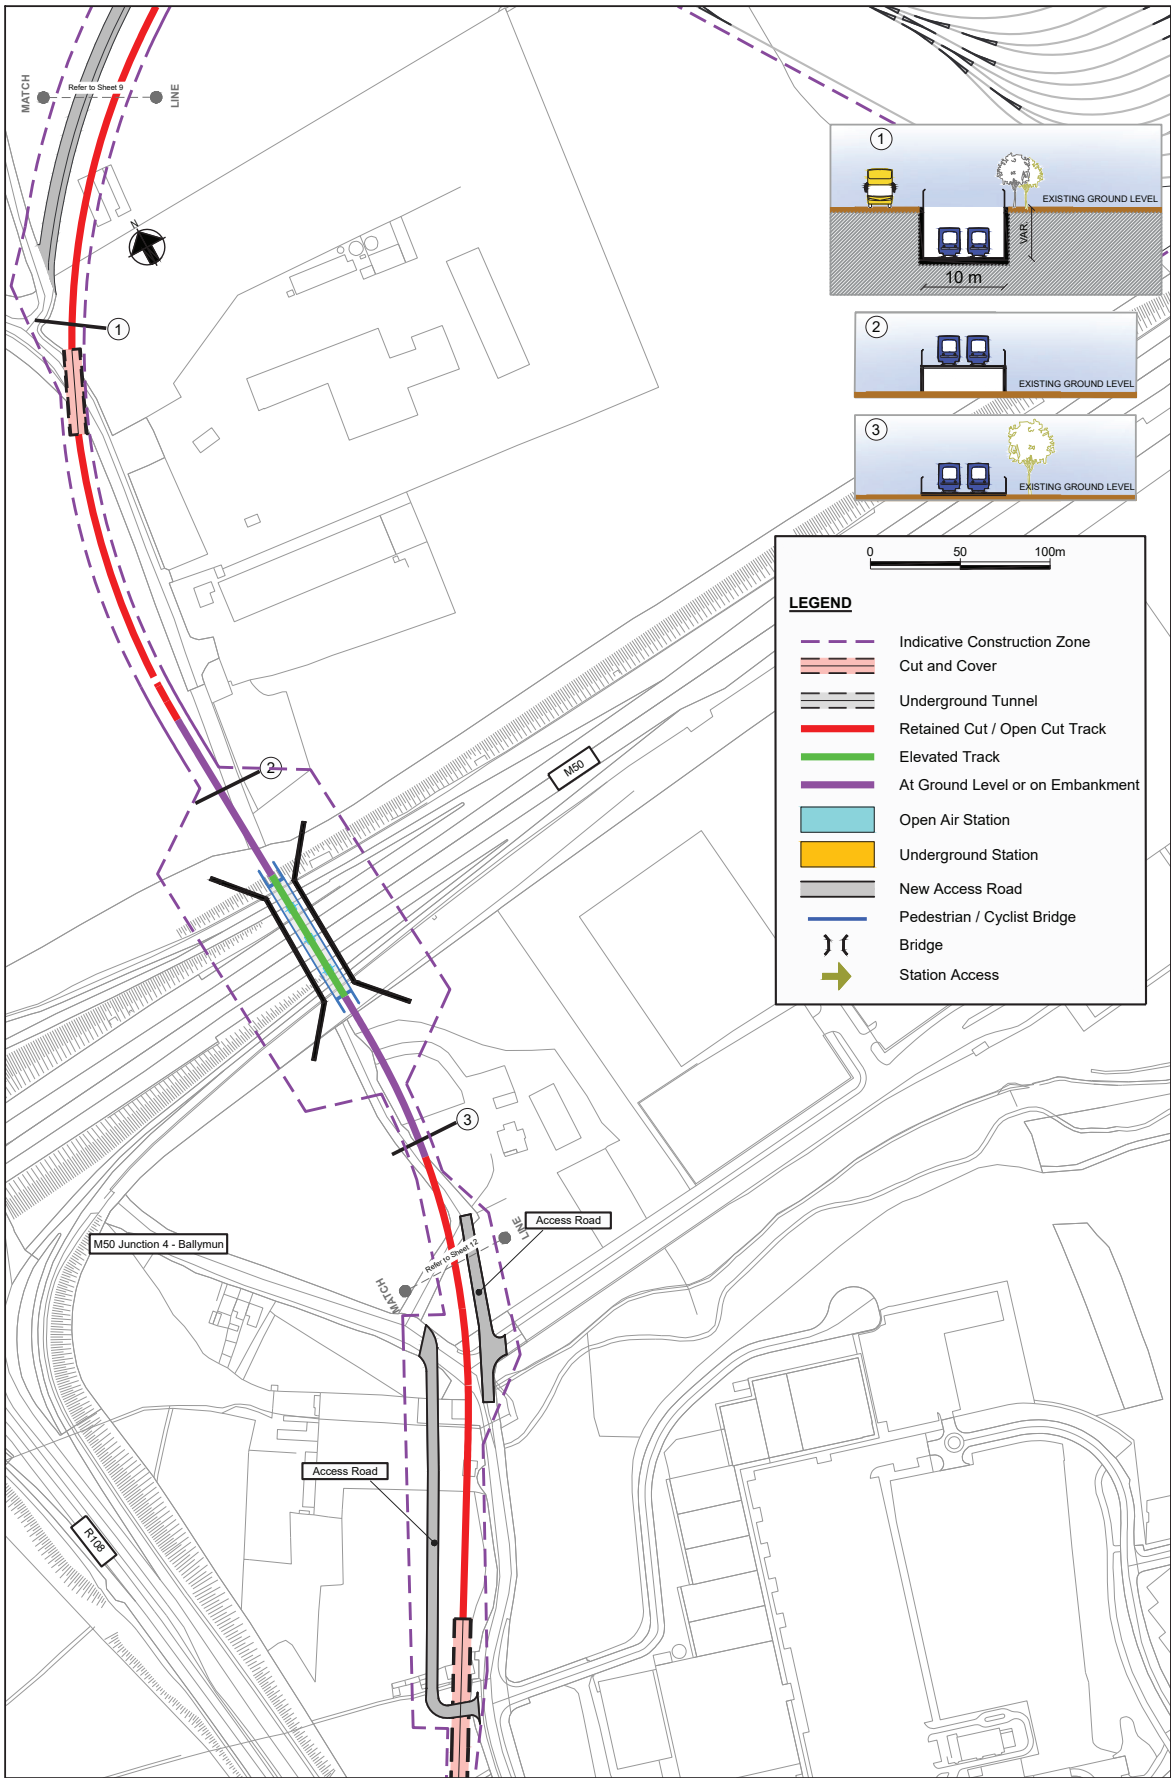 MATCH
Refer to Sheet 9
LINE
N
1
1
EXISTING GROUND LEVEL
VAR.
10 m
2
EXISTING GROUND LEVEL
3
EXISTING GROUND LEVEL
0 50 100m
LEGEND
Indicative Construction Zone
Cut and Cover
Underground Tunnel
Retained Cut / Open Cut Track
Elevated Track
At Ground Level or on Embankment
Open Air Station
Underground Station
New Access Road
Pedestrian / Cyclist Bridge
Bridge
Station Access
M50
2
3
Access Road
LINE
Refer to Sheet 12
MATCH
M50 Junction 4 - Ballymun
Access Road
R108